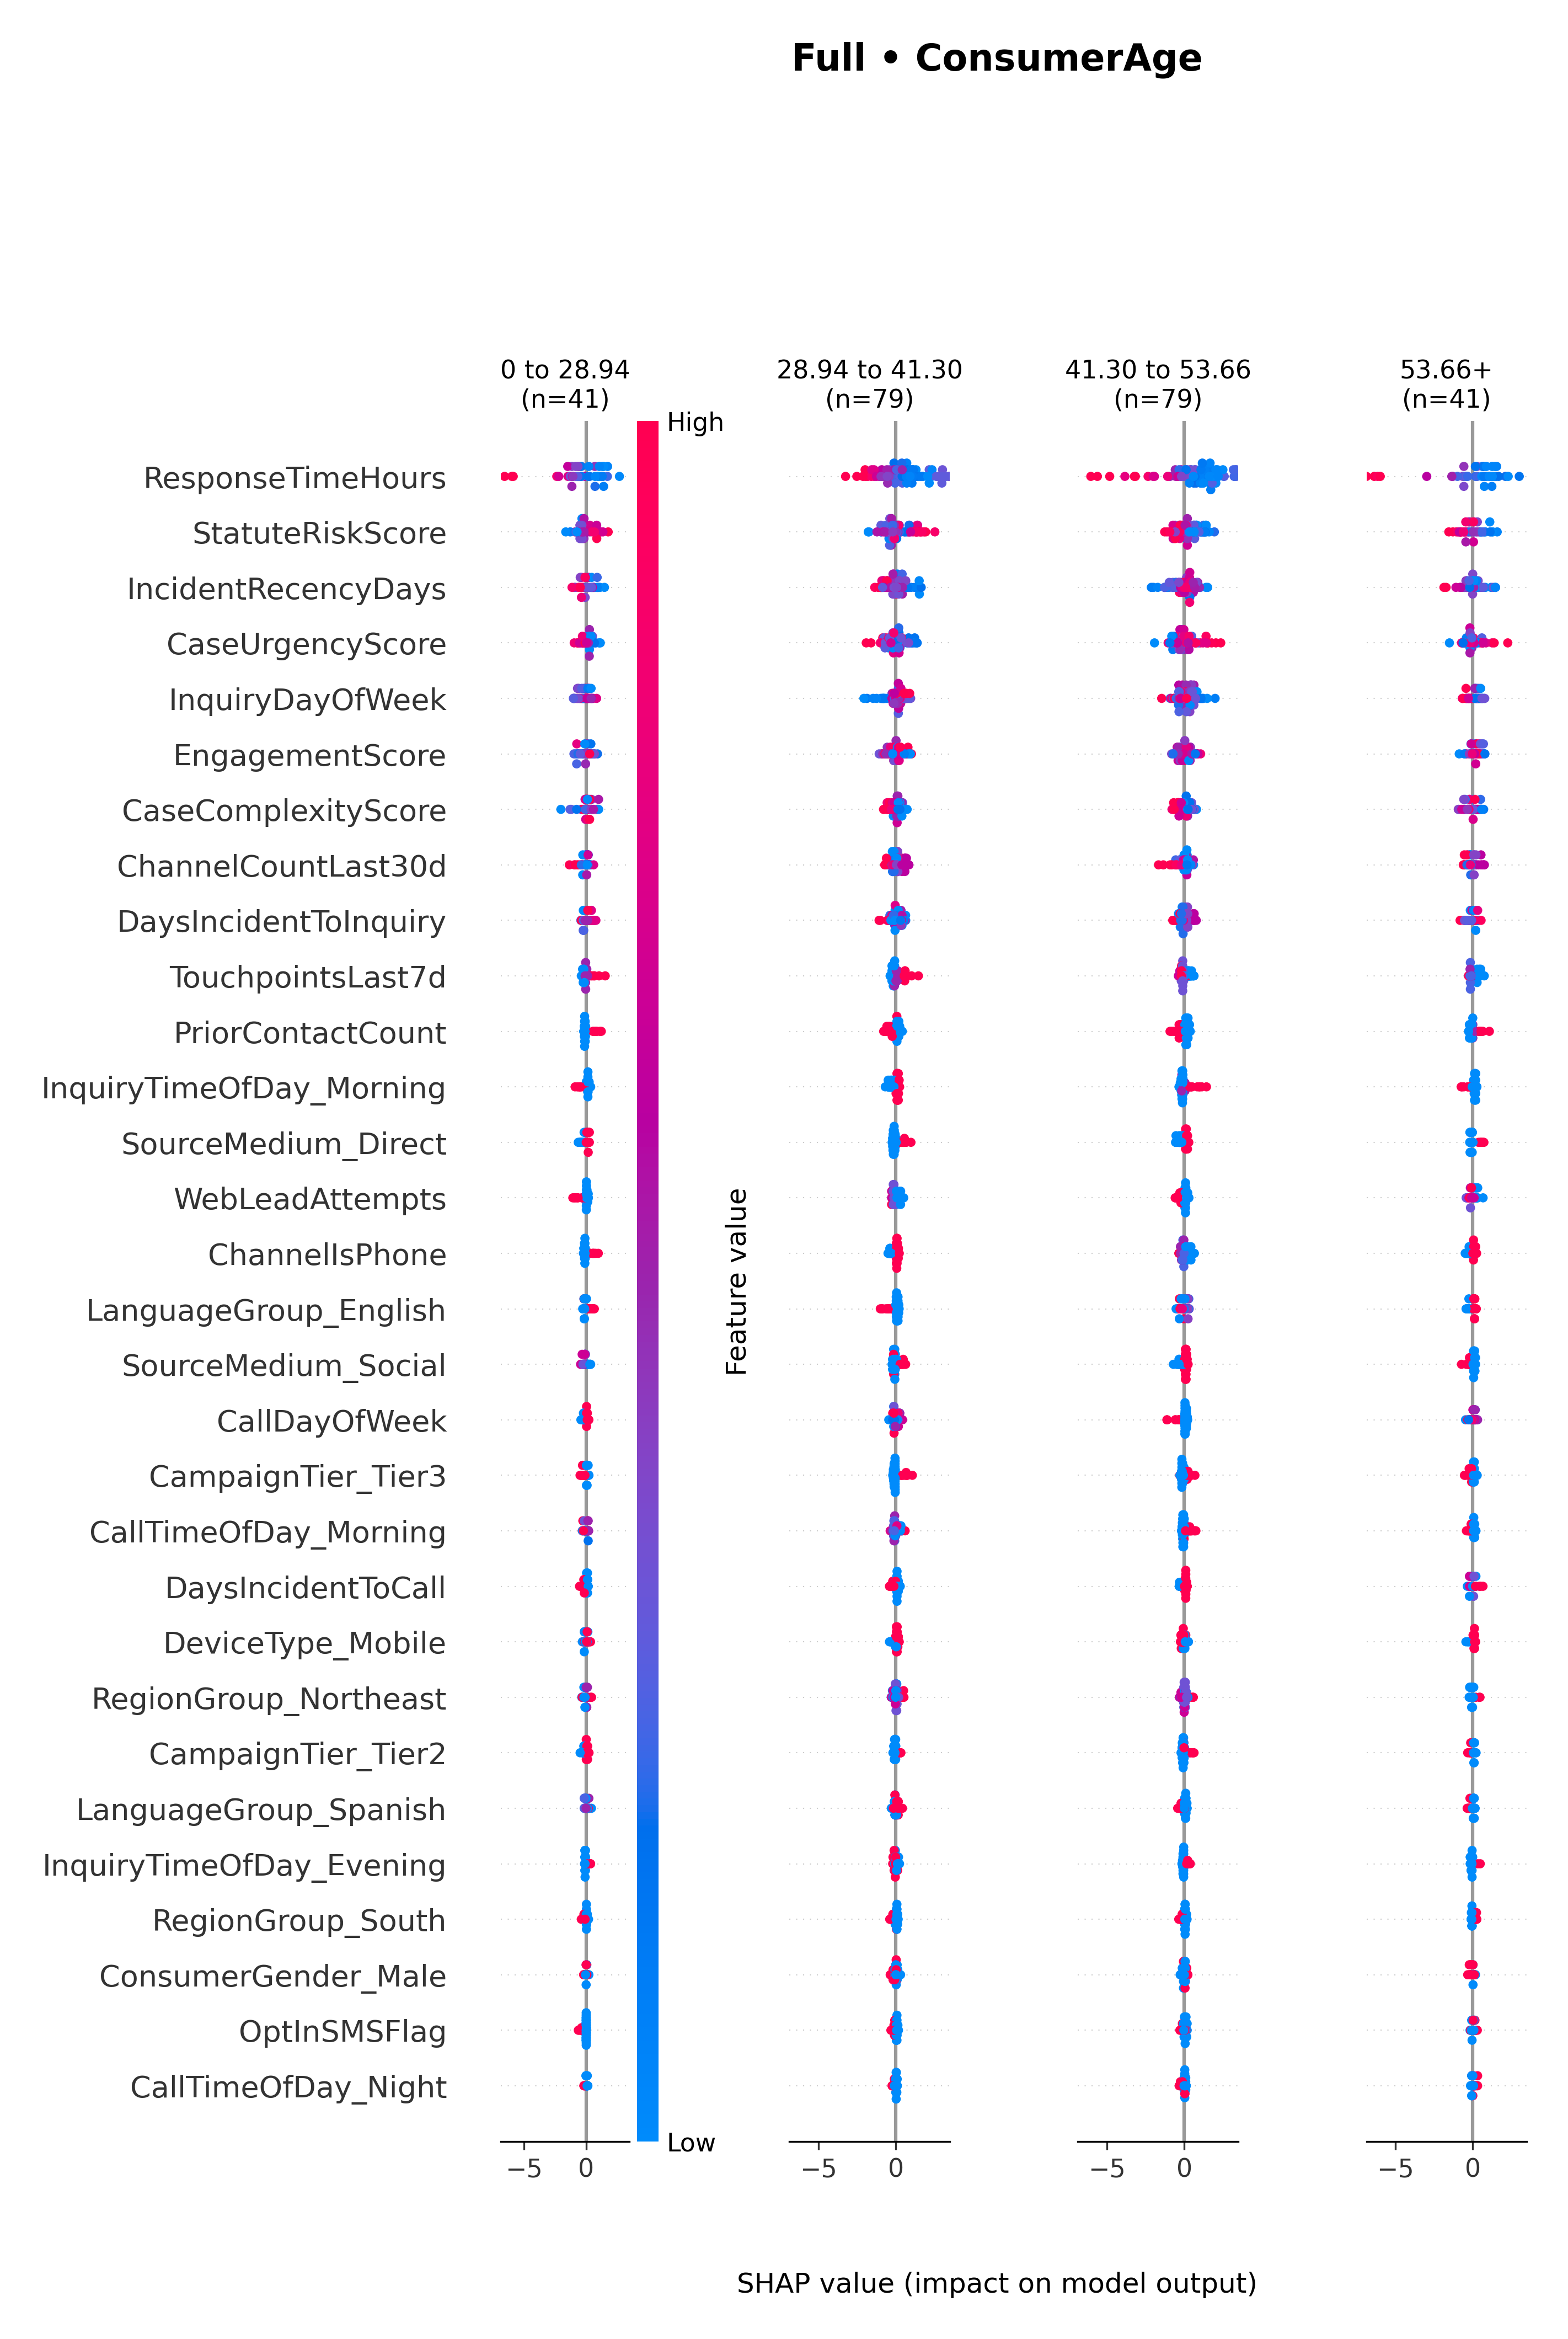 Full • ConsumerAge
0 to 28.94
(n=41)
28.94 to 41.30
(n=79)
41.30 to 53.66
(n=79)
53.66+
(n=41)
High
ResponseTimeHours
StatuteRiskScore
IncidentRecencyDays
CaseUrgencyScore
InquiryDayOfWeek
EngagementScore
CaseComplexityScore
ChannelCountLast30d
DaysIncidentToInquiry
TouchpointsLast7d
PriorContactCount
InquiryTimeOfDay_Morning
SourceMedium_Direct
WebLeadAttempts
ChannelIsPhone
LanguageGroup_English
SourceMedium_Social
CallDayOfWeek
CampaignTier_Tier3
CallTimeOfDay_Morning
DaysIncidentToCall
DeviceType_Mobile
RegionGroup_Northeast
CampaignTier_Tier2
LanguageGroup_Spanish
InquiryTimeOfDay_Evening
RegionGroup_South
ConsumerGender_Male
OptInSMSFlag
CallTimeOfDay_Night
Feature value
Low
−5 0
−5 0
−5 0
−5 0
SHAP value (impact on model output)